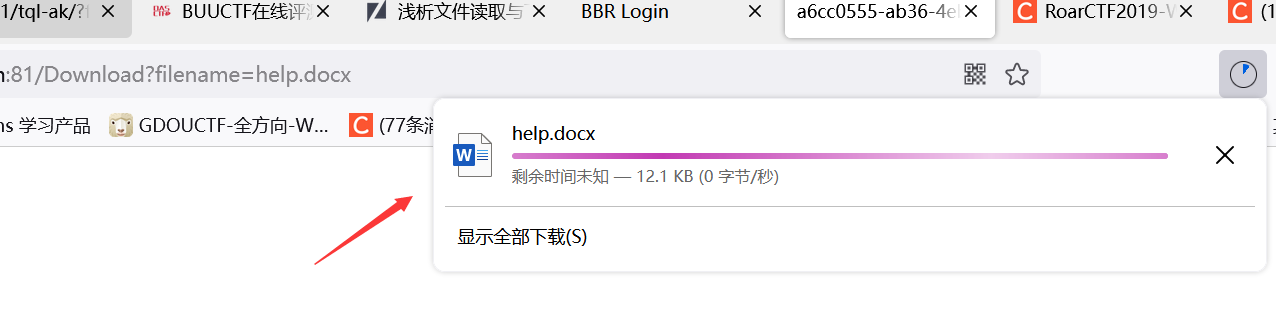 1/tql-ak/?f
BUUCTF在线评测
浅析文件读取与下
BBR Login
a6cc0555-ab36-4e
RoarCTF2019-W
(1
:81/Download?filename=help.docx
ns 学习产品
GDOUCTF-全方向-W...
(77条消
help.docx
剩余时间未知 — 12.1 KB (0 字节/秒)
显示全部下载(S)